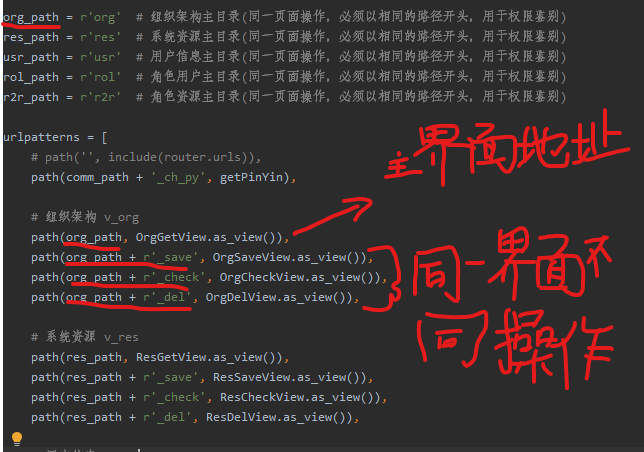 org_path = r'org'  # 组织架构主目录(同一页面操作，必须以相同的路径开头，用于权限鉴别)
res_path = r'res'  # 系统资源主目录(同一页面操作，必须以相同的路径开头，用于权限鉴别)
usr_path = r'usr'  # 用户信息主目录(同一页面操作，必须以相同的路径开头，用于权限鉴别)
rol_path = r'rol'  # 角色用户主目录(同一页面操作，必须以相同的路径开头，用于权限鉴别)
r2r_path = r'r2r'  # 角色资源主目录(同一页面操作，必须以相同的路径开头，用于权限鉴别)
urlpatterns = [
# path('', include(router.urls)),
path(comm_path + '_ch_py', getPinYin),
主界面地址
# 组织架构 v_org
path(org_path, OrgGetView.as_view()),
path(org_path + r'_save', OrgSaveView.as_view()),
path(org_path + r'_check', OrgCheckView.as_view()),
path(org_path + r'_del', OrgDelView.as_view()),
同一界面不
同操作
# 系统资源 v_res
path(res_path, ResGetView.as_view()),
path(res_path + r'_save', ResSaveView.as_view()),
path(res_path + r'_check', ResCheckView.as_view()),
path(res_path + r'_del', ResDelView.as_view()),